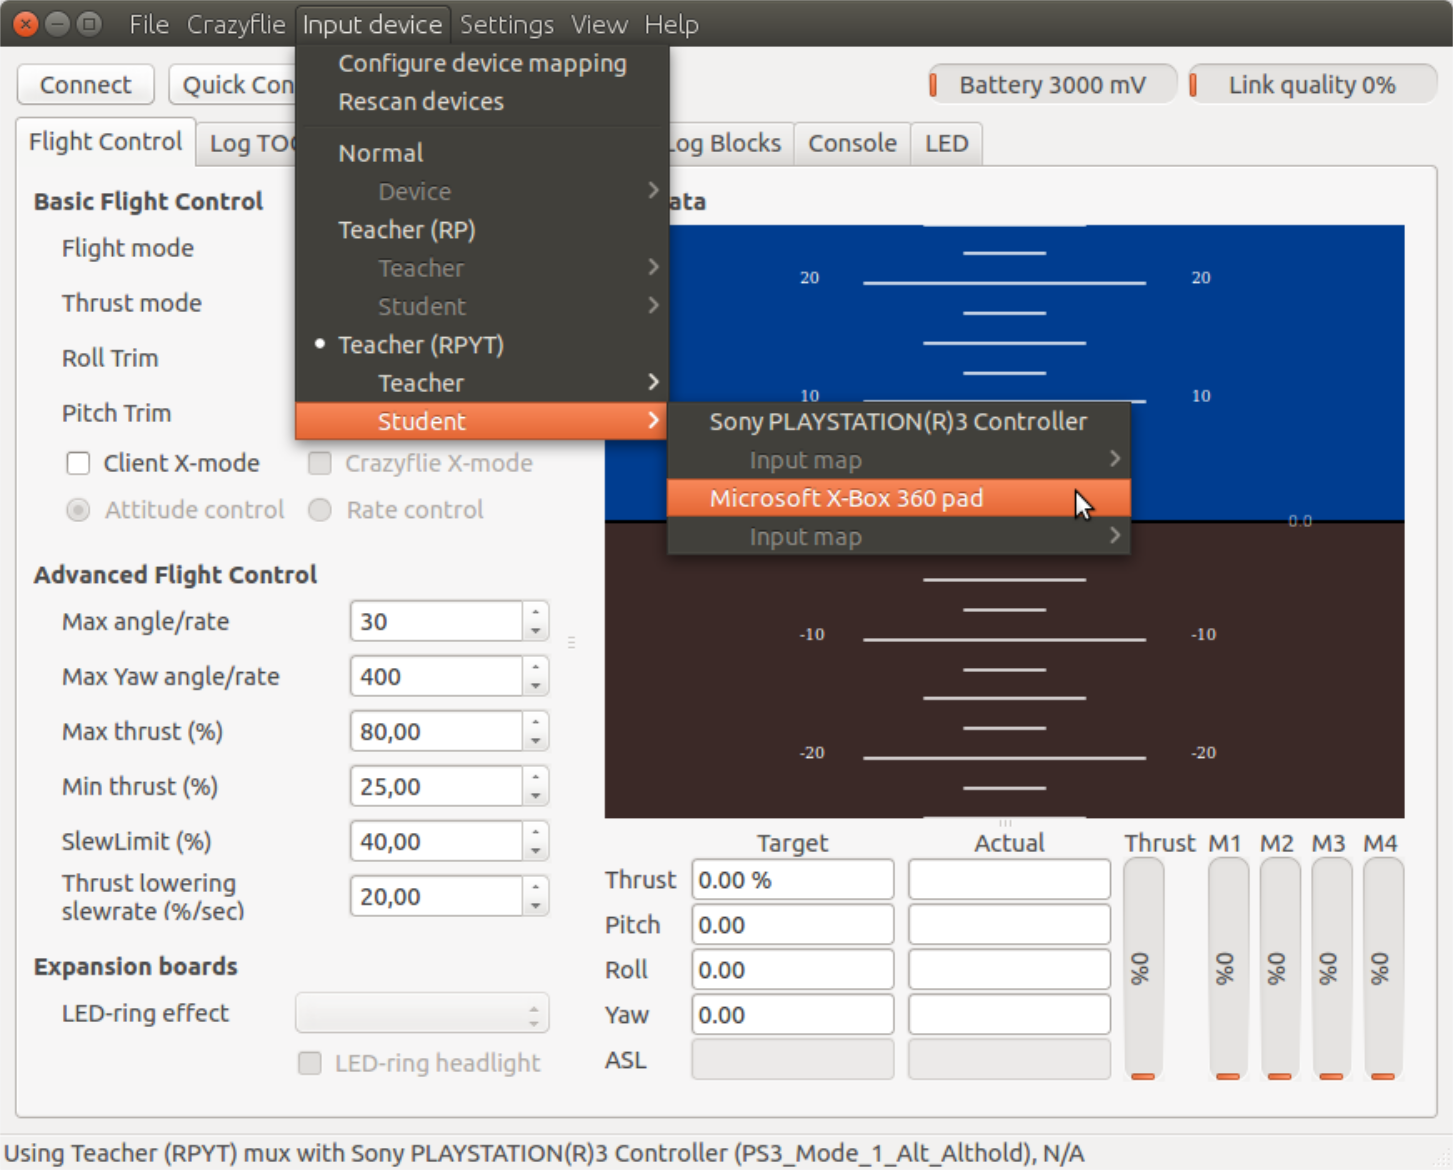 File Crazyflie Input device Settings View Help
Configure device mapping
Rescan devices
Normal
Device
Teacher (RP)
Teacher
Student
Teacher (RPYT)
Teacher
Student
Sony PLAYSTATION(R)3 Controller
Input map
Microsoft X-Box 360 pad
Input map
Connect Quick Con Battery 3000 mV Link quality 0%
Flight Control Log TO Log Blocks Console LED
Basic Flight Control ata
Flight mode
Thrust mode
Roll Trim
Pitch Trim
Client X-mode Crazyflie X-mode
Attitude control Rate control
Advanced Flight Control
Max angle/rate 30
Max Yaw angle/rate 400
Max thrust (%) 80,00
Min thrust (%) 25,00
SlewLimit (%) 40,00
Thrust lowering
slewrate (%/sec) 20,00
Expansion boards
LED-ring effect
LED-ring headlight
20 20
10 10
0.0
-10 -10
-20 -20
Target Actual Thrust M1 M2 M3 M4
Thrust 0.00 %
Pitch 0.00
Roll 0.00
Yaw 0.00
ASL
0% 0% 0% 0% 0%
Using Teacher (RPYT) mux with Sony PLAYSTATION(R)3 Controller (PS3_Mode_1_Alt_Althold), N/A